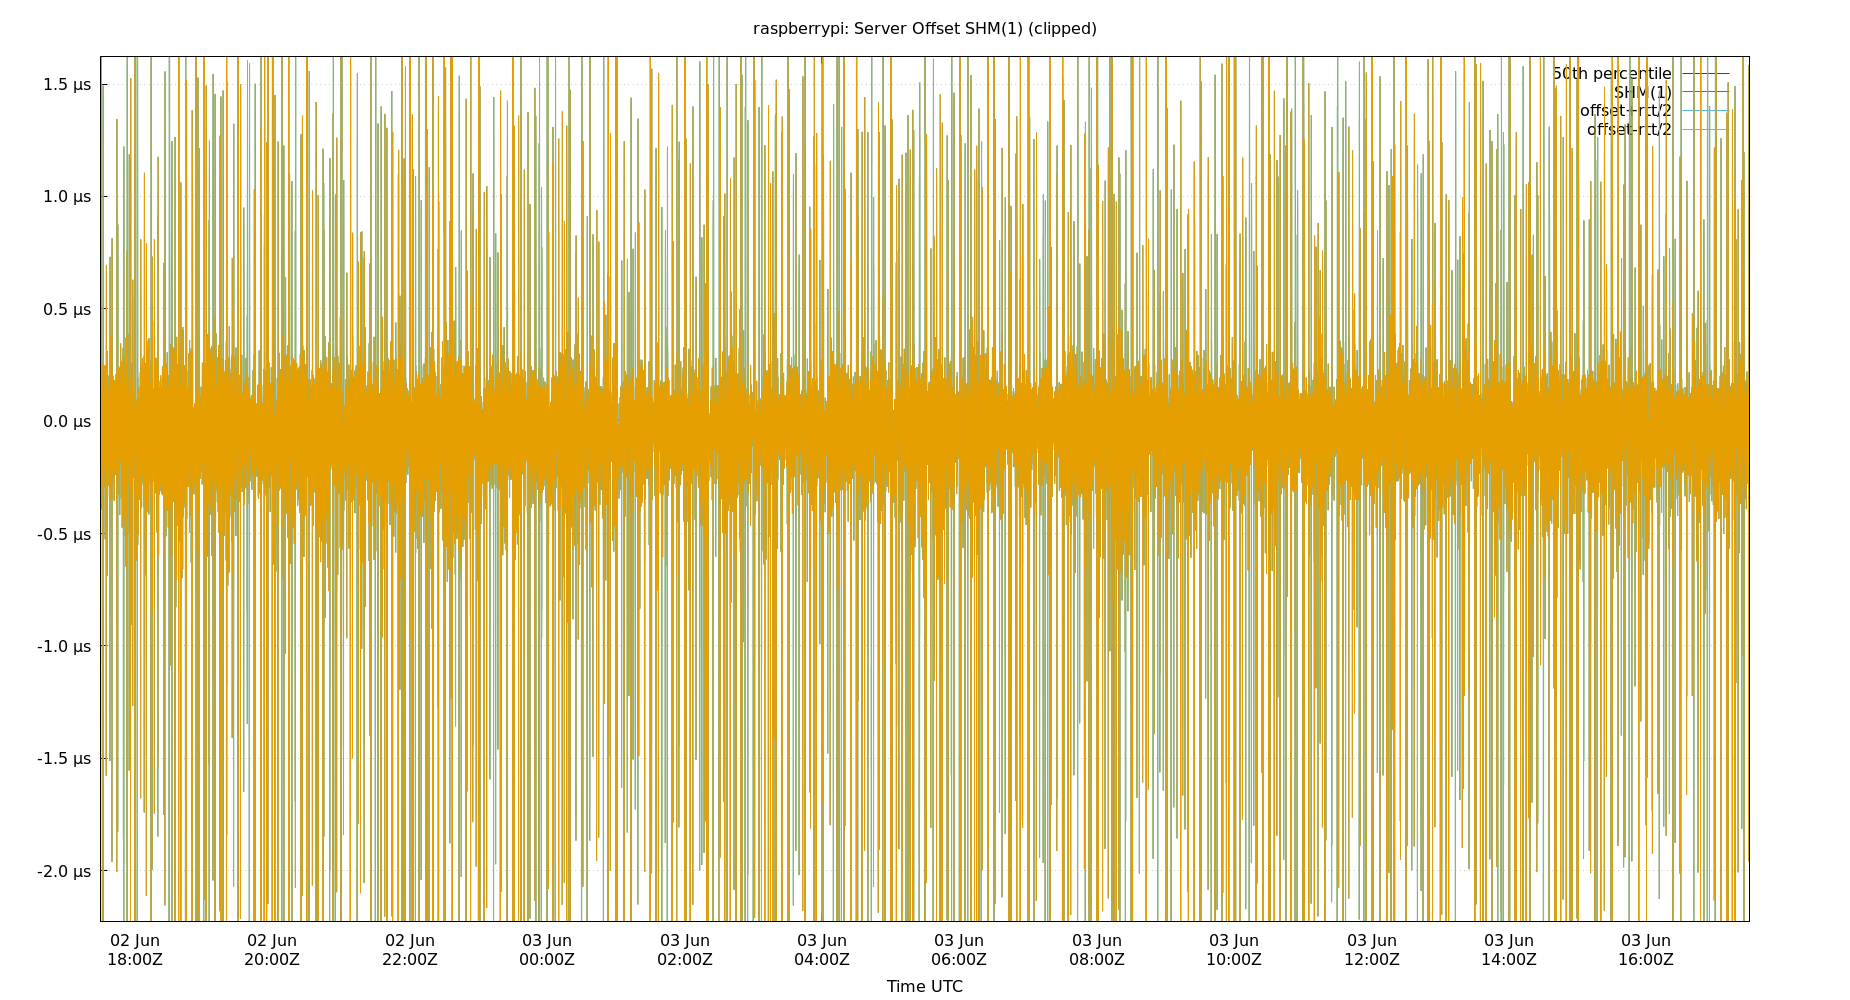 raspberrypi: Server Offset SHM(1) (clipped)
50th percentile
SHM(1)
offset+rtt/2
offset-rtt/2
1.5 µs
1.0 µs
0.5 µs
0.0 µs
-0.5 µs
-1.0 µs
-1.5 µs
-2.0 µs
02 Jun 02 Jun 02 Jun 03 Jun 03 Jun 03 Jun 03 Jun 03 Jun 03 Jun 03 Jun 03 Jun 03 Jun
18:00Z 20:00Z 22:00Z 00:00Z 02:00Z 04:00Z 06:00Z 08:00Z 10:00Z 12:00Z 14:00Z 16:00Z
Time UTC